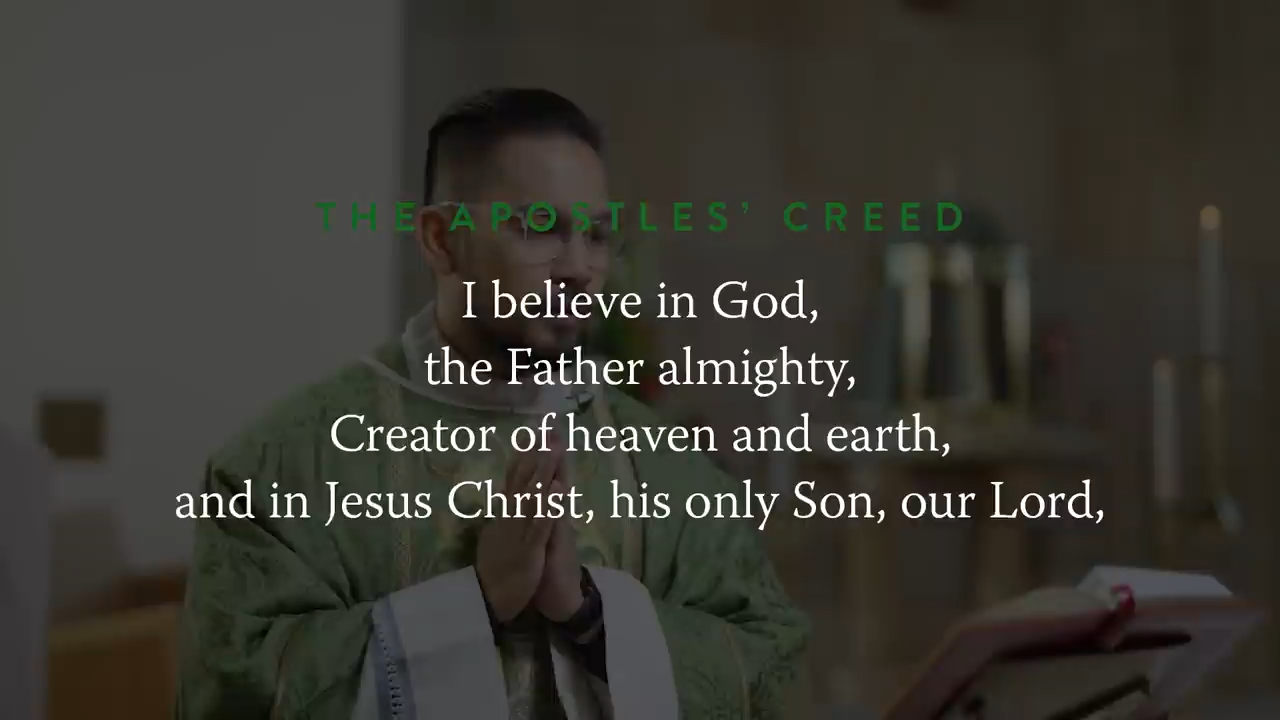 THE APOSTLES’ CREED
I believe in God,
the Father almighty,
Creator of heaven and earth,
and in Jesus Christ, his only Son, our Lord,